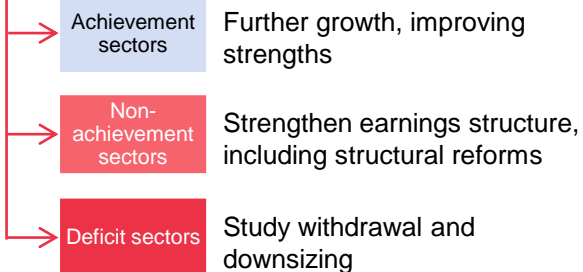 Achievement
sectors
Further growth, improving
strengths
Non-
achievement
sectors
Strengthen earnings structure,
including structural reforms
Deficit sectors
Study withdrawal and
downsizing